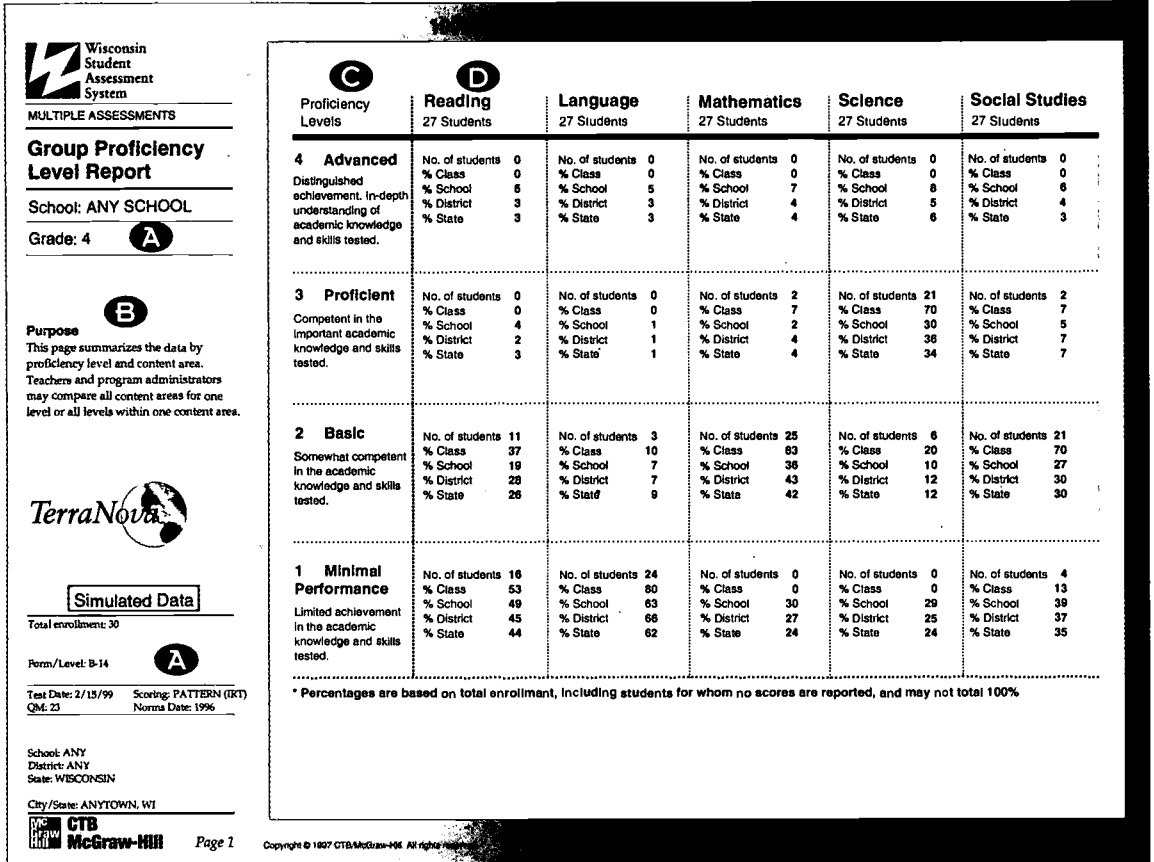 Wisconsin
Student
Assessment
System
MULTIPLE ASSESSMENTS
Group Proficiency
Level Report
School: ANY SCHOOL
Grade: 4 A
B
Purpose
This page summarizes the data by
proficiency level and content area.
Teachers and program administrators
may compare all content areas for one
level or all levels within one content area.
TerraNova
Simulated Data
Total enrollment: 30
Form/Level: B-14 A
Test Date: 2/15/99 Scoring: PATTERN (IRT)
QM: 23 Norms Date: 1996
School: ANY
District: ANY
State: WISCONSIN
City/State: ANYTOWN, WI
Mc Graw Hill CTB
McGraw-Hill Page 1
C D
Proficiency Reading Language Mathematics Science Social Studies
Levels 27 Students 27 Students 27 Students 27 Students 27 Students
4 Advanced
Distinguished
achievement. In-depth
understanding of
academic knowledge
and skills tested.
No. of students 0 No. of students 0 No. of students 0 No. of students 0 No. of students 0
% Class 0 % Class 0 % Class 0 % Class 0 % Class 0
% School 5 % School 5 % School 7 % School 8 % School 6
% District 3 % District 3 % District 4 % District 5 % District 4
% State 3 % State 3 % State 4 % State 6 % State 3
3 Proficient
Competent in the
important academic
knowledge and skills
tested.
No. of students 0 No. of students 0 No. of students 2 No. of students 21 No. of students 2
% Class 0 % Class 0 % Class 7 % Class 70 % Class 7
% School 4 % School 1 % School 2 % School 30 % School 5
% District 2 % District 1 % District 4 % District 36 % District 7
% State 3 % State 1 % State 4 % State 34 % State 7
2 Basic
Somewhat competent
in the academic
knowledge and skills
tested.
No. of students 11 No. of students 3 No. of students 25 No. of students 6 No. of students 21
% Class 37 % Class 10 % Class 83 % Class 20 % Class 70
% School 19 % School 7 % School 36 % School 10 % School 27
% District 28 % District 7 % District 43 % District 12 % District 30
% State 26 % State 9 % State 42 % State 12 % State 30
1 Minimal
Performance
Limited achievement
in the academic
knowledge and skills
tested.
No. of students 16 No. of students 24 No. of students 0 No. of students 0 No. of students 4
% Class 53 % Class 80 % Class 0 % Class 0 % Class 13
% School 49 % School 63 % School 30 % School 29 % School 39
% District 45 % District 66 % District 27 % District 25 % District 37
% State 44 % State 62 % State 24 % State 24 % State 35
* Percentages are based on total enrollment, including students for whom no scores are reported, and may not total 100%
Copyright © 1997 CTB/McGraw-Hill. All rights